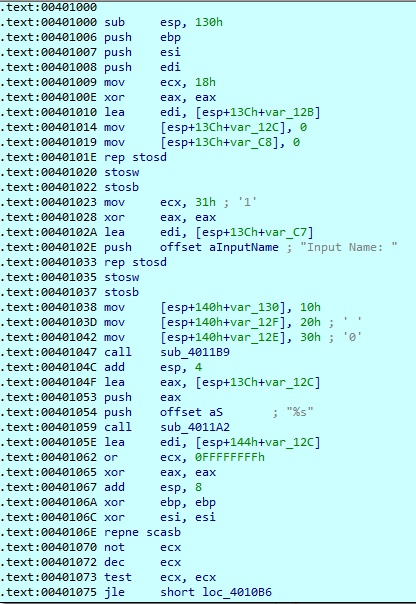 .text:00401000
.text:00401000 sub esp, 130h
.text:00401006 push ebp
.text:00401007 push esi
.text:00401008 push edi
.text:00401009 mov ecx, 18h
.text:0040100E xor eax, eax
.text:00401010 lea edi, [esp+13Ch+var_12B]
.text:00401014 mov [esp+13Ch+var_12C], 0
.text:00401019 mov [esp+13Ch+var_C8], 0
.text:0040101E rep stosd
.text:00401020 stosw
.text:00401022 stosb
.text:00401023 mov ecx, 31h ; '1'
.text:00401028 xor eax, eax
.text:0040102A lea edi, [esp+13Ch+var_C7]
.text:0040102E push offset aInputName ; "Input Name: "
.text:00401033 rep stosd
.text:00401035 stosw
.text:00401037 stosb
.text:00401038 mov [esp+140h+var_130], 10h
.text:0040103D mov [esp+140h+var_12F], 20h ; ' '
.text:00401042 mov [esp+140h+var_12E], 30h ; '0'
.text:00401047 call sub_4011B9
.text:0040104C add esp, 4
.text:0040104F lea eax, [esp+13Ch+var_12C]
.text:00401053 push eax
.text:00401054 push offset aS ; "%s"
.text:00401059 call sub_4011A2
.text:0040105E lea edi, [esp+144h+var_12C]
.text:00401062 or ecx, 0FFFFFFFFh
.text:00401065 xor eax, eax
.text:00401067 add esp, 8
.text:0040106A xor ebp, ebp
.text:0040106C xor esi, esi
.text:0040106E repne scasb
.text:00401070 not ecx
.text:00401072 dec ecx
.text:00401073 test ecx, ecx
.text:00401075 jle short loc_4010B6